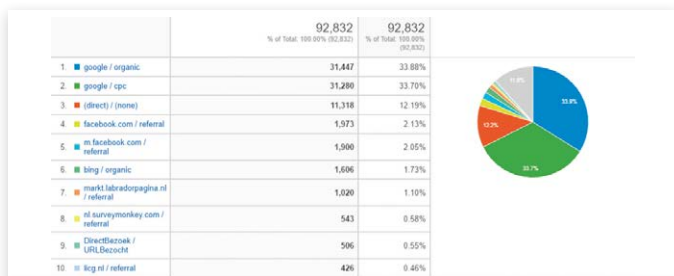 92,832 92,832
% of Total: 100.00% (92,832) % of Total: 100.00%
(92,832)
1. google / organic 31,447 33.88%
2. google / cpc 31,280 33.70%
3. (direct) / (none) 11,318 12.19%
4. facebook.com / referral 1,973 2.13%
5. m.facebook.com /
referral 1,900 2.05%
6. bing / organic 1,606 1.73%
7. markt.labradorpagina.nl
/ referral 1,020 1.10%
8. nl.surveymonkey.com /
referral 543 0.58%
9. DirectBezoek /
URLBezocht 506 0.55%
10. licg.nl / referral 426 0.46%
11.8%
33.9%
12.2%
33.7%